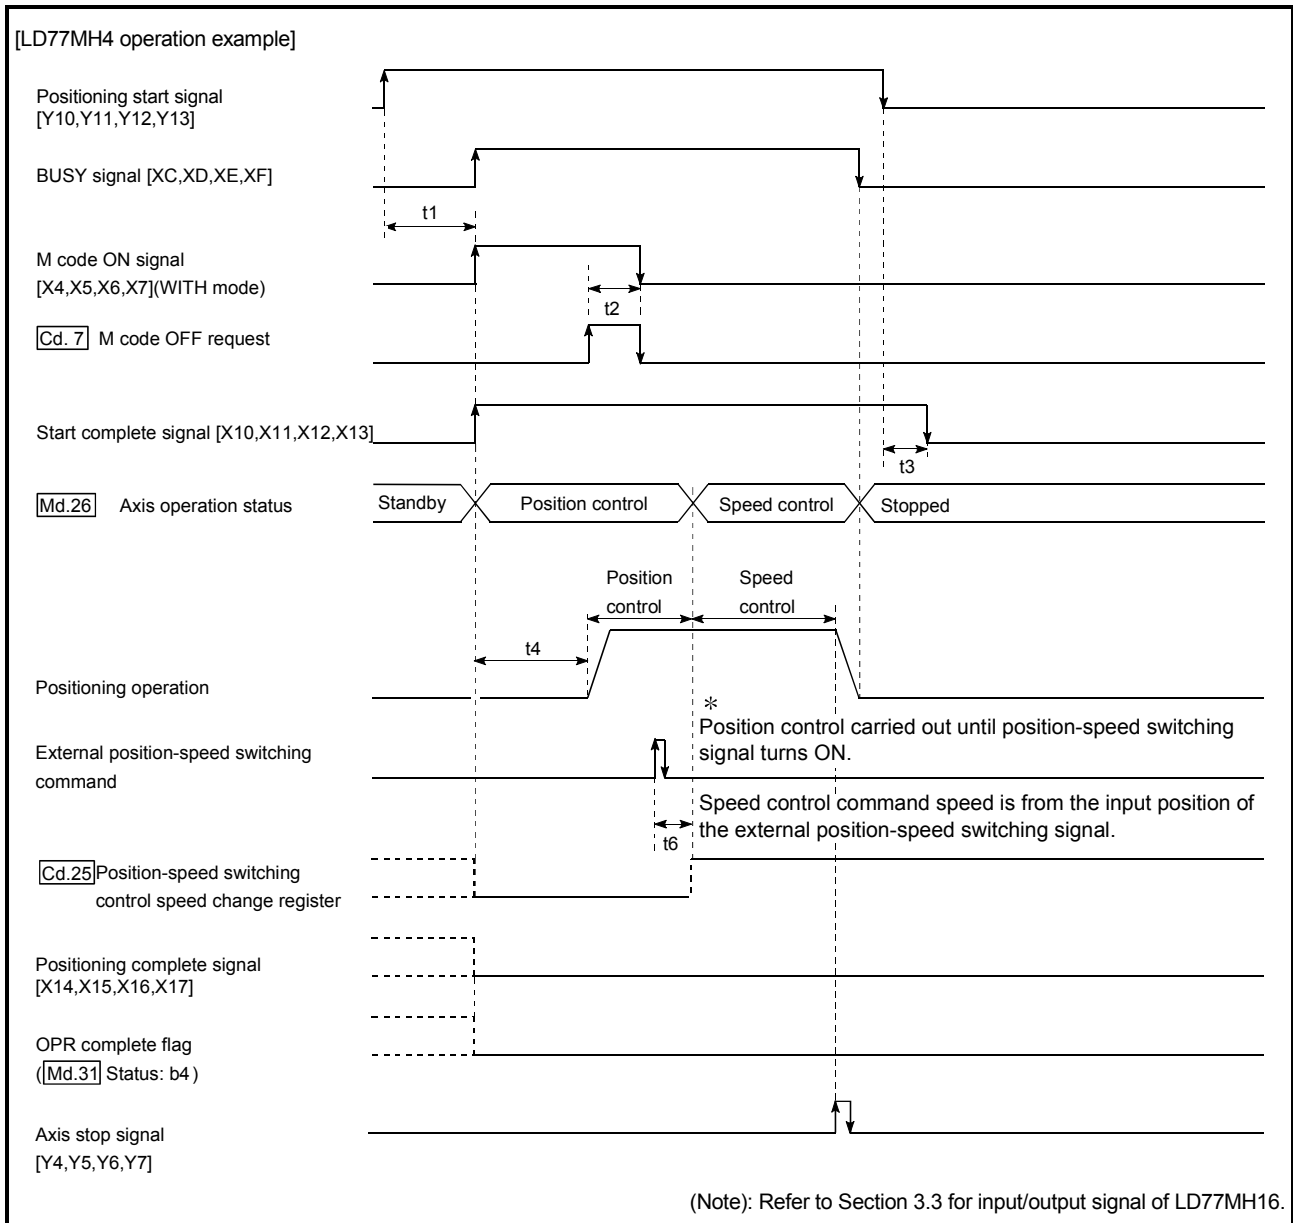 [LD77MH4 operation example]
Positioning start signal
[Y10,Y11,Y12,Y13]
BUSY signal [XC,XD,XE,XF]
t1
M code ON signal
[X4,X5,X6,X7](WITH mode)
t2
Cd. 7 M code OFF request
Start complete signal [X10,X11,X12,X13]
t3
Md.26 Axis operation status
Standby
Position control
Speed control
Stopped
Position
control
Speed
control
t4
Positioning operation
*
Position control carried out until position-speed switching
signal turns ON.
External position-speed switching
command
Speed control command speed is from the input position of
the external position-speed switching signal.
t6
Cd.25 Position-speed switching
control speed change register
Positioning complete signal
[X14,X15,X16,X17]
OPR complete flag
(Md.31 Status: b4)
Axis stop signal
[Y4,Y5,Y6,Y7]
(Note): Refer to Section 3.3 for input/output signal of LD77MH16.